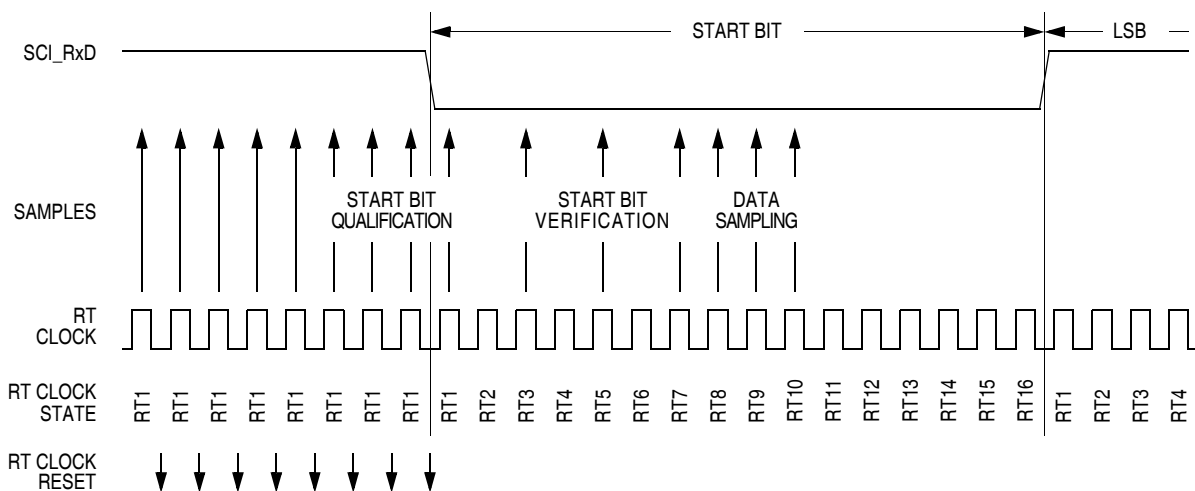 START BIT
LSB
SCI_RxD
SAMPLES
START BIT
QUALIFICATION
START BIT
VERIFICATION
DATA
SAMPLING
RT
CLOCK
RT CLOCK
STATE
RT1 RT1 RT1 RT1 RT1 RT1 RT1 RT1 RT1 RT2 RT3 RT4 RT5 RT6 RT7 RT8 RT9 RT10 RT11 RT12 RT13 RT14 RT15 RT16 RT1 RT2 RT3 RT4
RT CLOCK
RESET